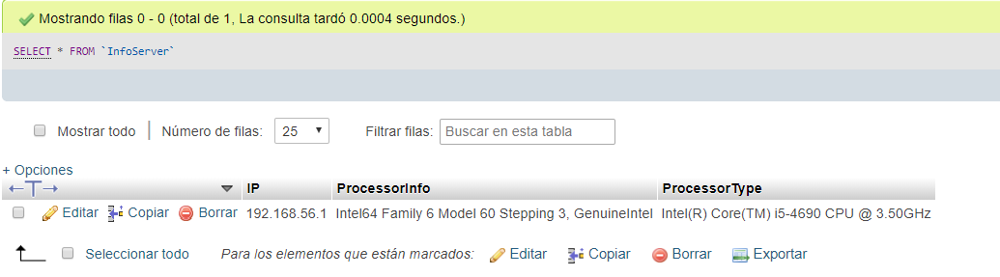 Mostrando filas 0 - 0 (total de 1, La consulta tardó 0.0004 segundos.)
SELECT * FROM `InfoServer`
Mostrar todo Número de filas: 25 Filtrar filas: Buscar en esta tabla
+ Opciones
←T→ IP ProcessorInfo ProcessorType
Editar Copiar Borrar 192.168.56.1 Intel64 Family 6 Model 60 Stepping 3, GenuineIntel Intel(R) Core(TM) i5-4690 CPU @ 3.50GHz
Seleccionar todo Para los elementos que están marcados: Editar Copiar Borrar Exportar